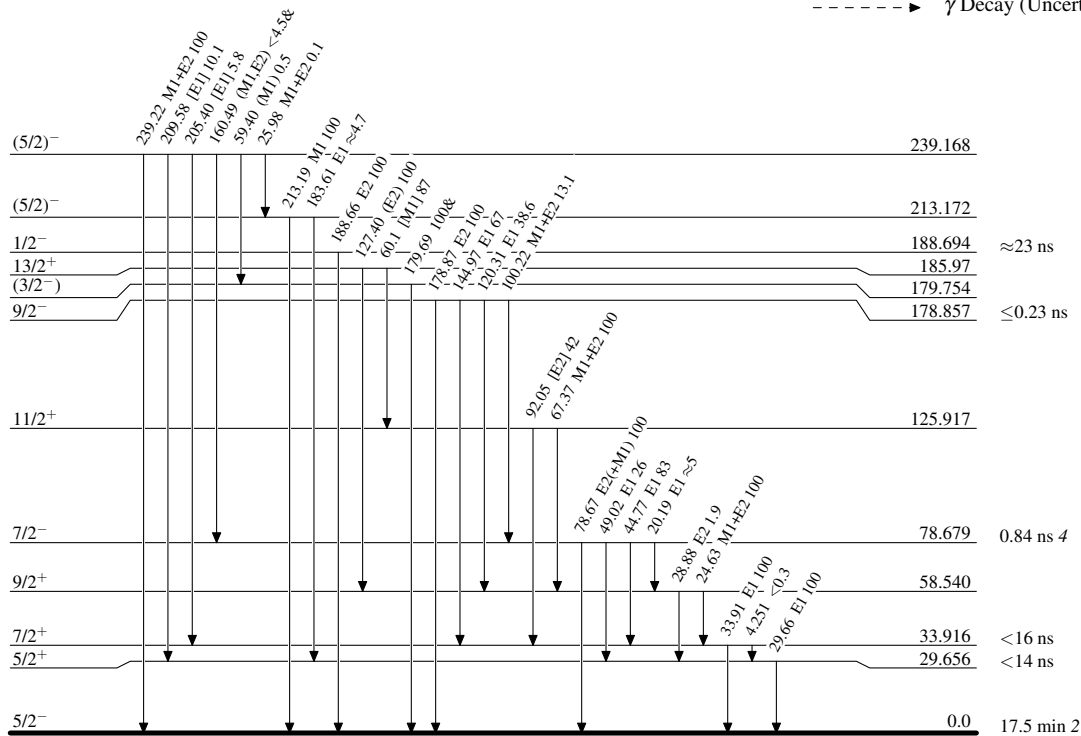 γ Decay (Uncert
239.22 M1+E2 100
209.58 [E1] 10.1
205.40 [E1] 5.8
160.49 (M1,E2) <4.5&
59.40 (M1) 0.5
25.98 M1+E2 0.1
(5/2)⁻ 239.168
213.19 M1 100
183.61 E1 ≈4.7
(5/2)⁻ 213.172
188.66 E2 100
127.40 (E2) 100
60.1 [M1] 87
179.69 100&
178.87 E2 100
144.97 E1 67
120.31 E1 38.6
100.22 M1+E2 13.1
1/2⁻ 188.694 ≈23 ns
13/2⁺ 185.97
(3/2⁻) 179.754
9/2⁻ 178.857 ≤0.23 ns
92.05 [E2] 42
67.37 M1+E2 100
11/2⁺ 125.917
78.67 E2(+M1) 100
49.02 E1 26
44.77 E1 83
20.19 E1 ≈5
7/2⁻ 78.679 0.84 ns 4
28.88 E2 1.9
24.63 M1+E2 100
9/2⁺ 58.540
33.91 E1 100
4.251 <0.3
29.66 E1 100
7/2⁺ 33.916 <16 ns
5/2⁺ 29.656 <14 ns
5/2⁻ 0.0 17.5 min 2